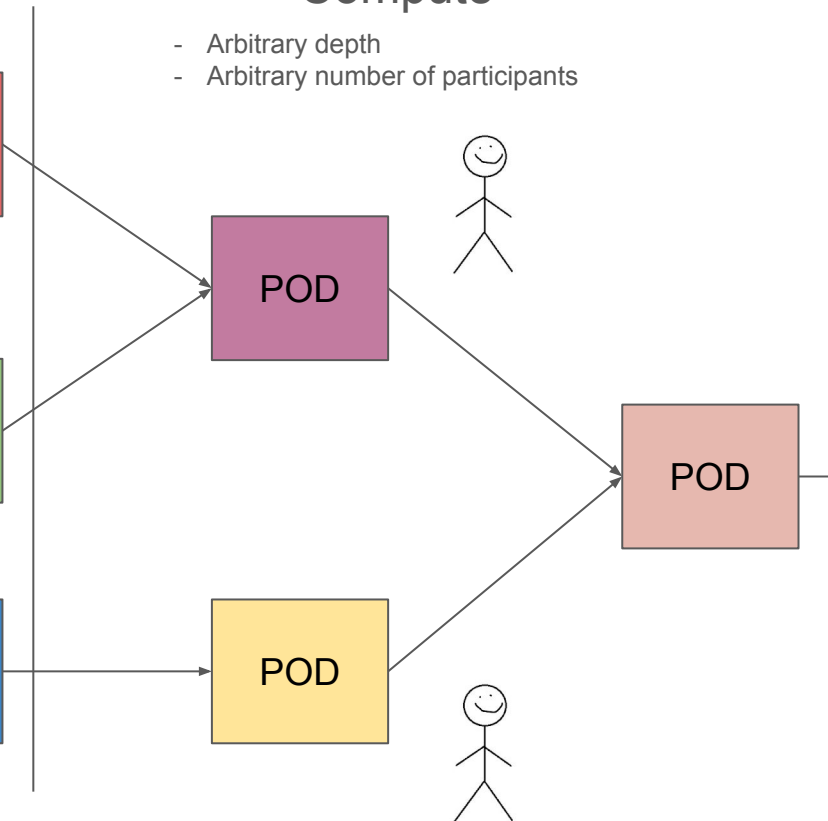 Compute
- Arbitrary depth
- Arbitrary number of participants
POD
POD
POD